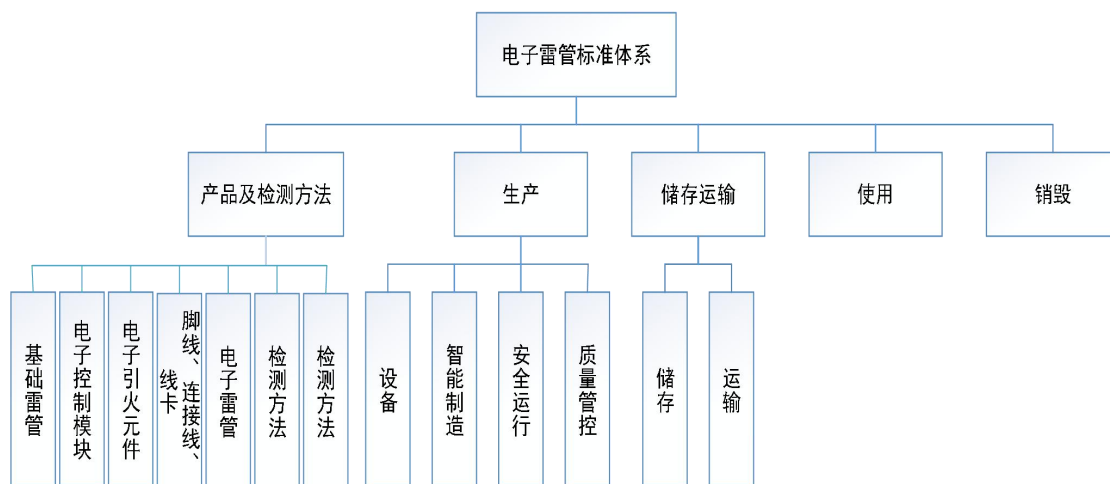 电子雷管标准体系
产品及检测方法
生产
储存运输
使用
销毁
基础雷管
电子控制模块
电子引火元件
脚线、连接线、
线卡
电子雷管
检测方法
检测方法
设备
智能制造
安全运行
质量管控
储存
运输